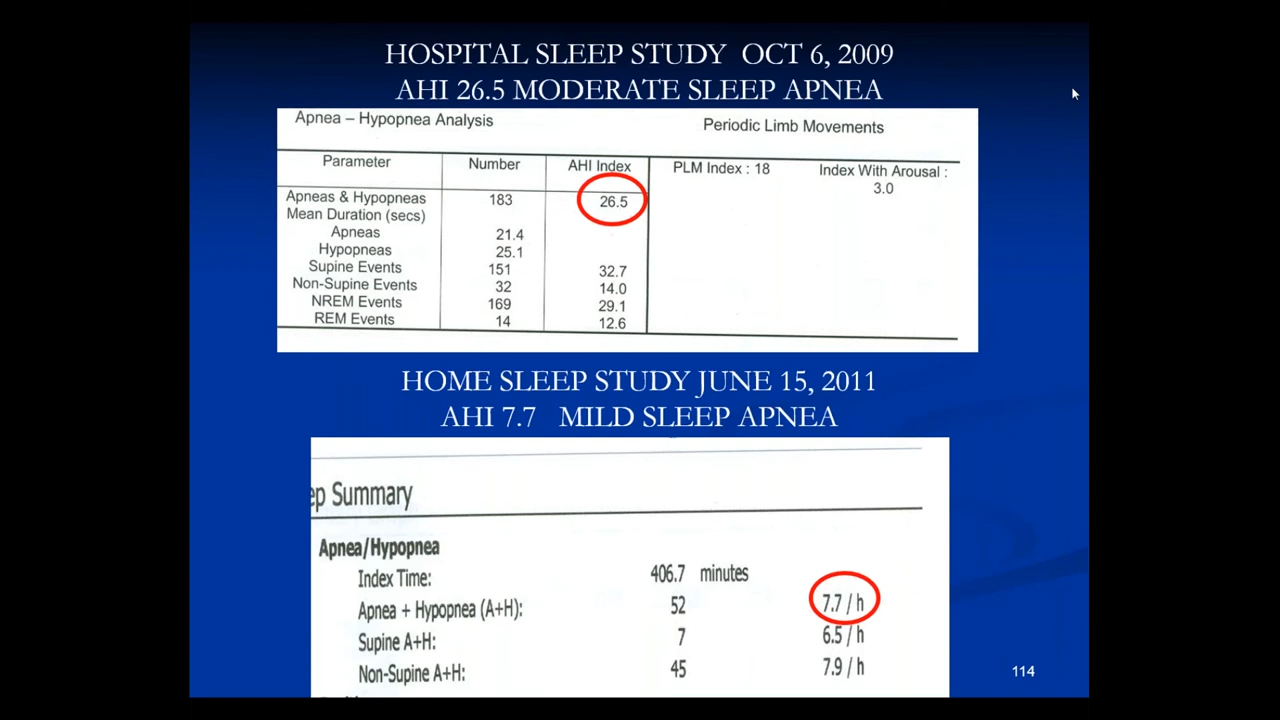 HOSPITAL SLEEP STUDY OCT 6, 2009
AHI 26.5 MODERATE SLEEP APNEA
Apnea – Hypopnea Analysis Periodic Limb Movements
Parameter Number AHI Index PLM Index : 18 Index With Arousal :
3.0
Apneas & Hypopneas 183 26.5
Mean Duration (secs)
Apneas 21.4
Hypopneas 25.1
Supine Events 151 32.7
Non-Supine Events 32 14.0
NREM Events 169 29.1
REM Events 14 12.6
HOME SLEEP STUDY JUNE 15, 2011
AHI 7.7 MILD SLEEP APNEA
ep Summary
Apnea/Hypopnea
Index Time: 406.7 minutes
Apnea + Hypopnea (A+H): 52 7.7 / h
Supine A+H: 7 6.5 / h
Non-Supine A+H: 45 7.9 / h
114